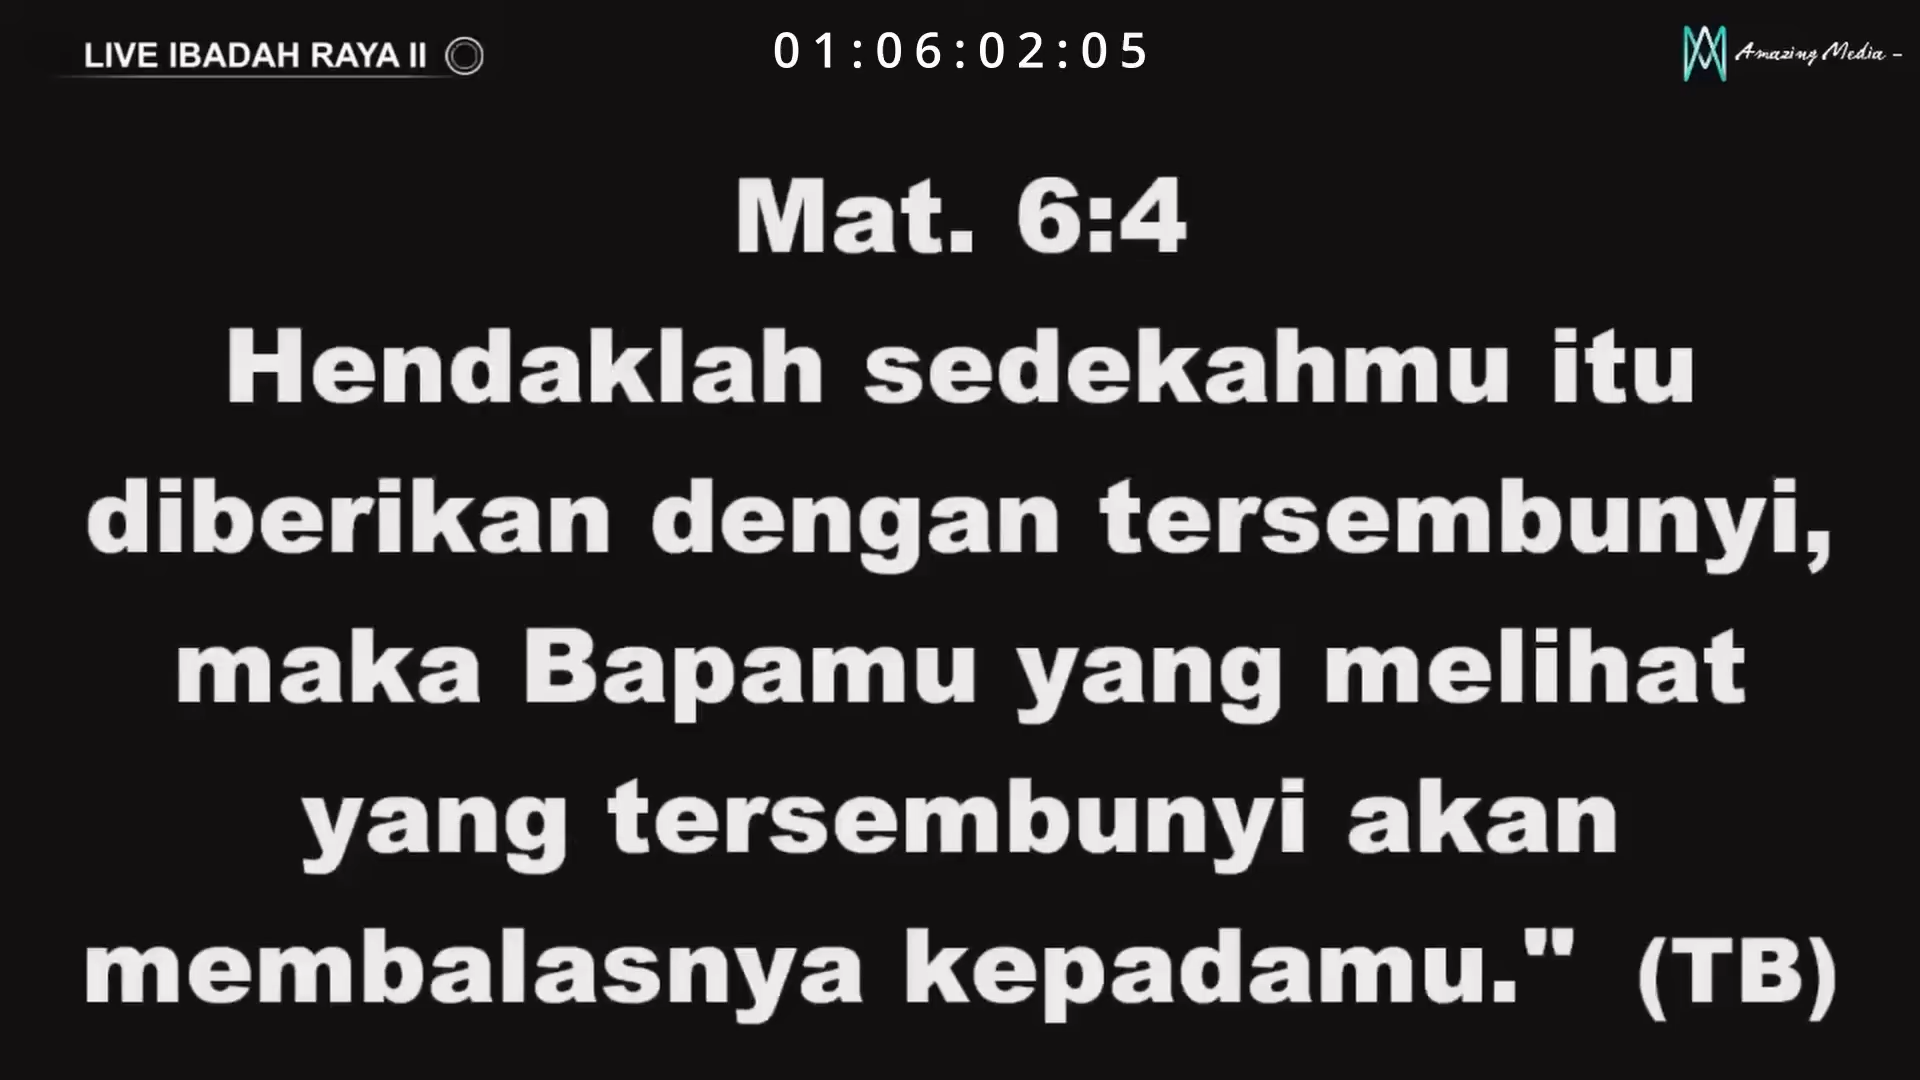 LIVE IBADAH RAYA II
01:06:02:05
Amazing Media -
Mat. 6:4
Hendaklah sedekahmu itu
diberikan dengan tersembunyi,
maka Bapamu yang melihat
yang tersembunyi akan
membalasnya kepadamu." (TB)